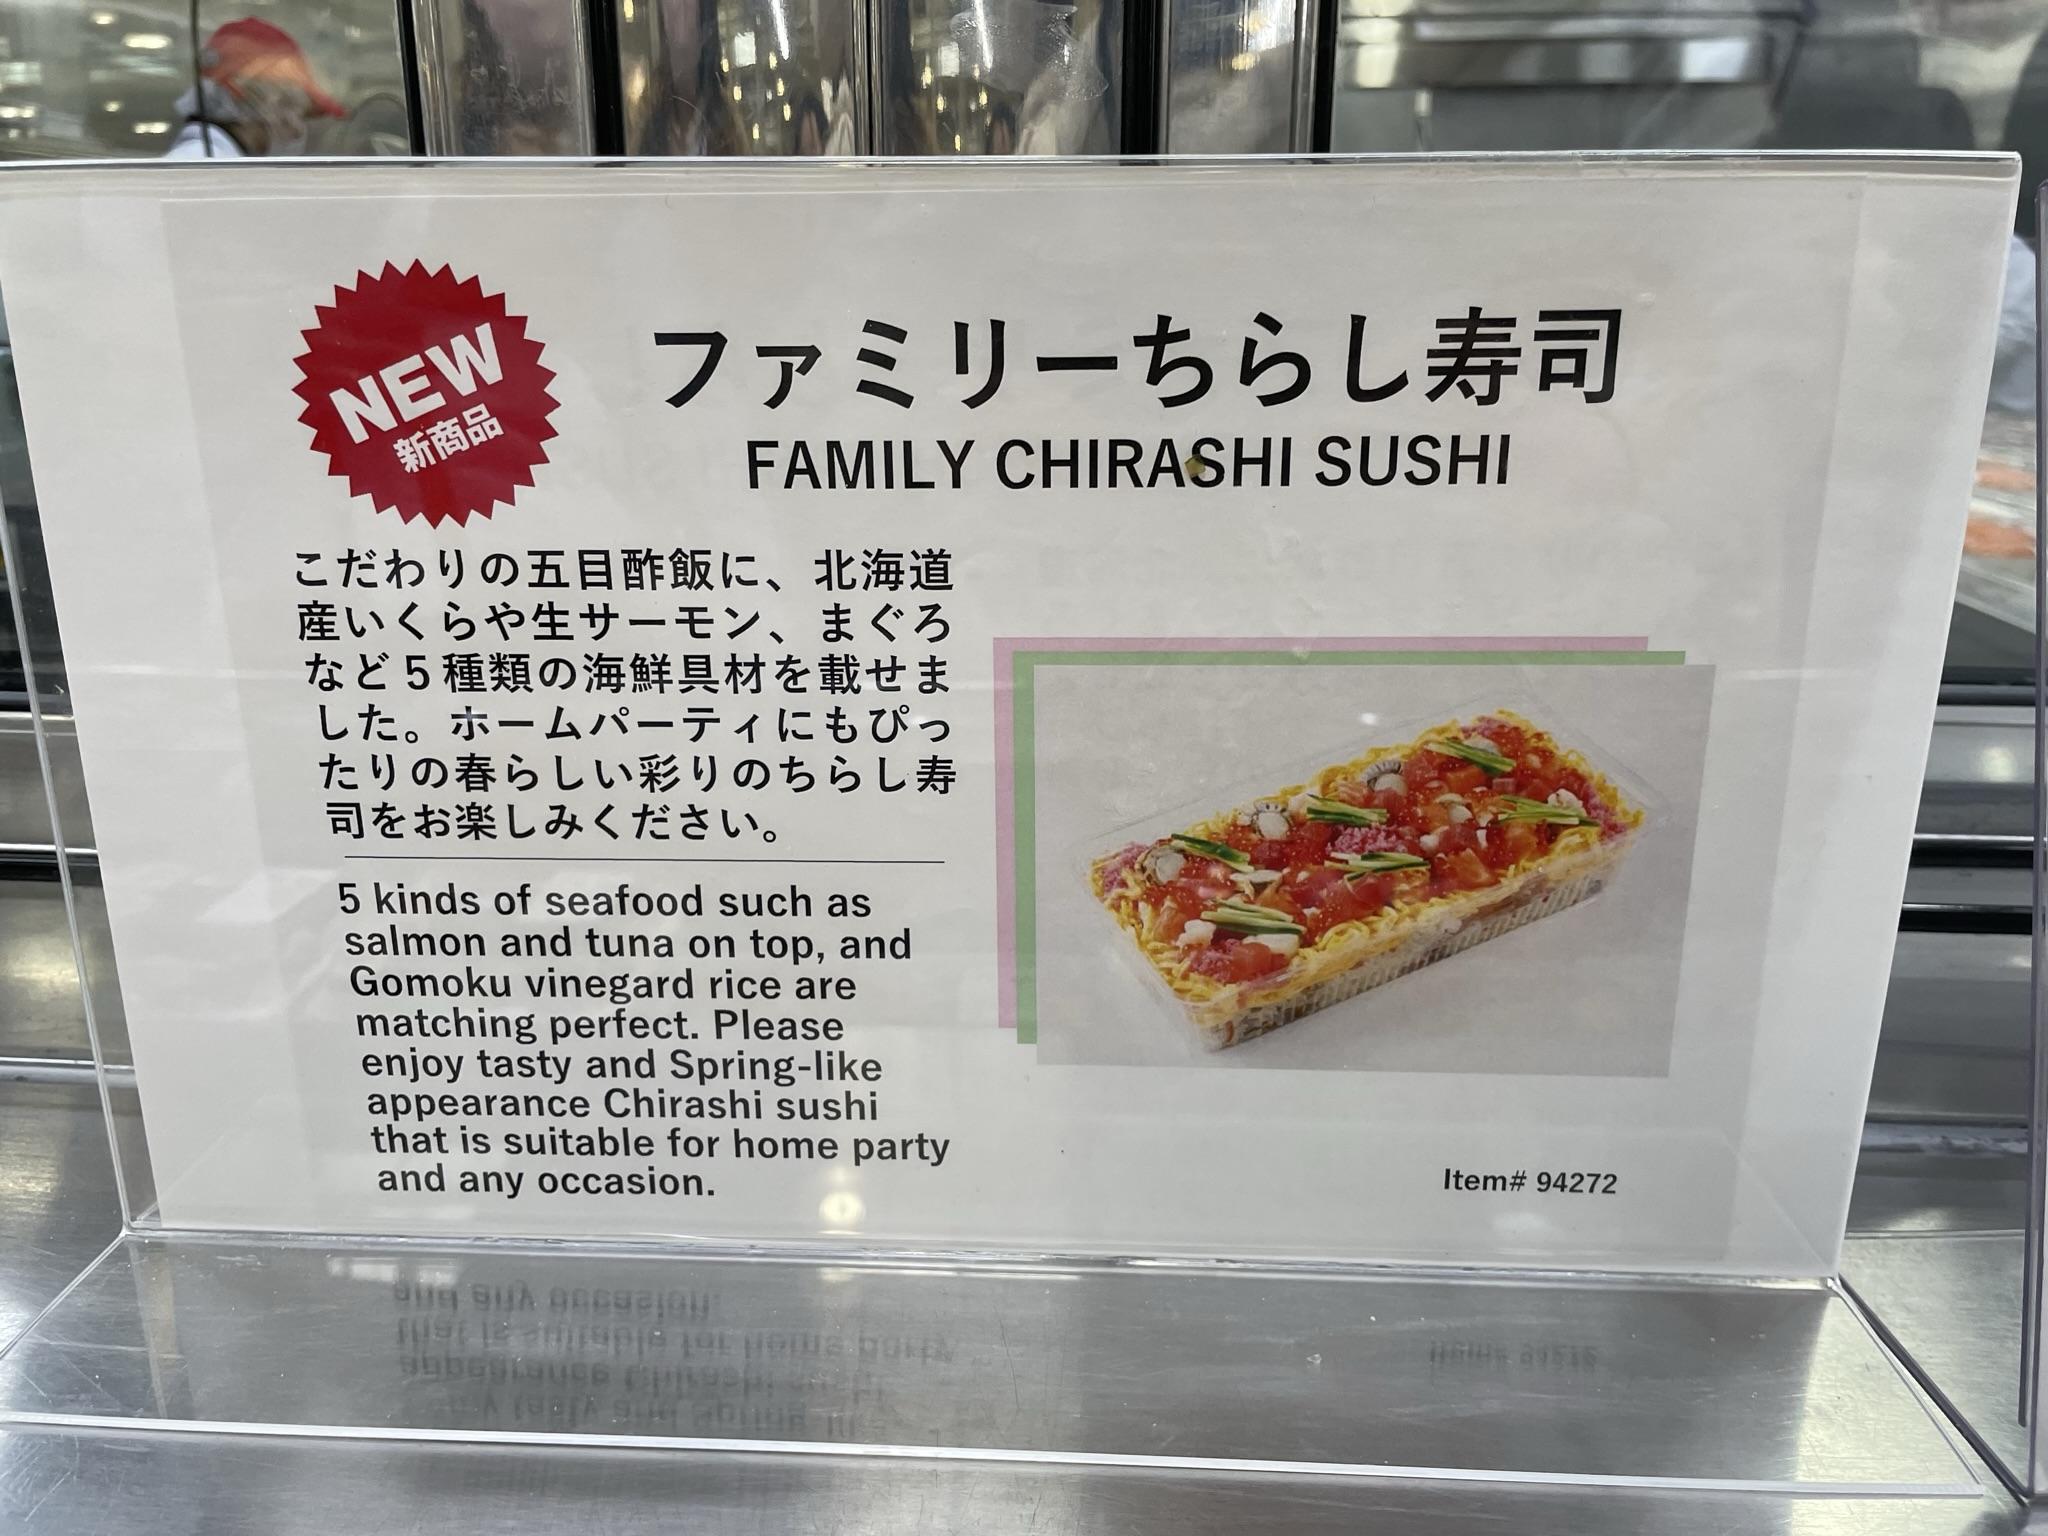 NEW
新商品
ファミリーちらし寿司
FAMILY CHIRASHI SUSHI
こだわりの五目酢飯に、北海道
産いくらや生サーモン、まぐろ
など5種類の海鮮具材を載せま
した。ホームパーティにもぴっ
たりの春らしい彩りのちらし寿
司をお楽しみください。
5 kinds of seafood such as
salmon and tuna on top, and
Gomoku vinegard rice are
matching perfect. Please
enjoy tasty and Spring-like
appearance Chirashi sushi
that is suitable for home party
and any occasion.
Item# 94272